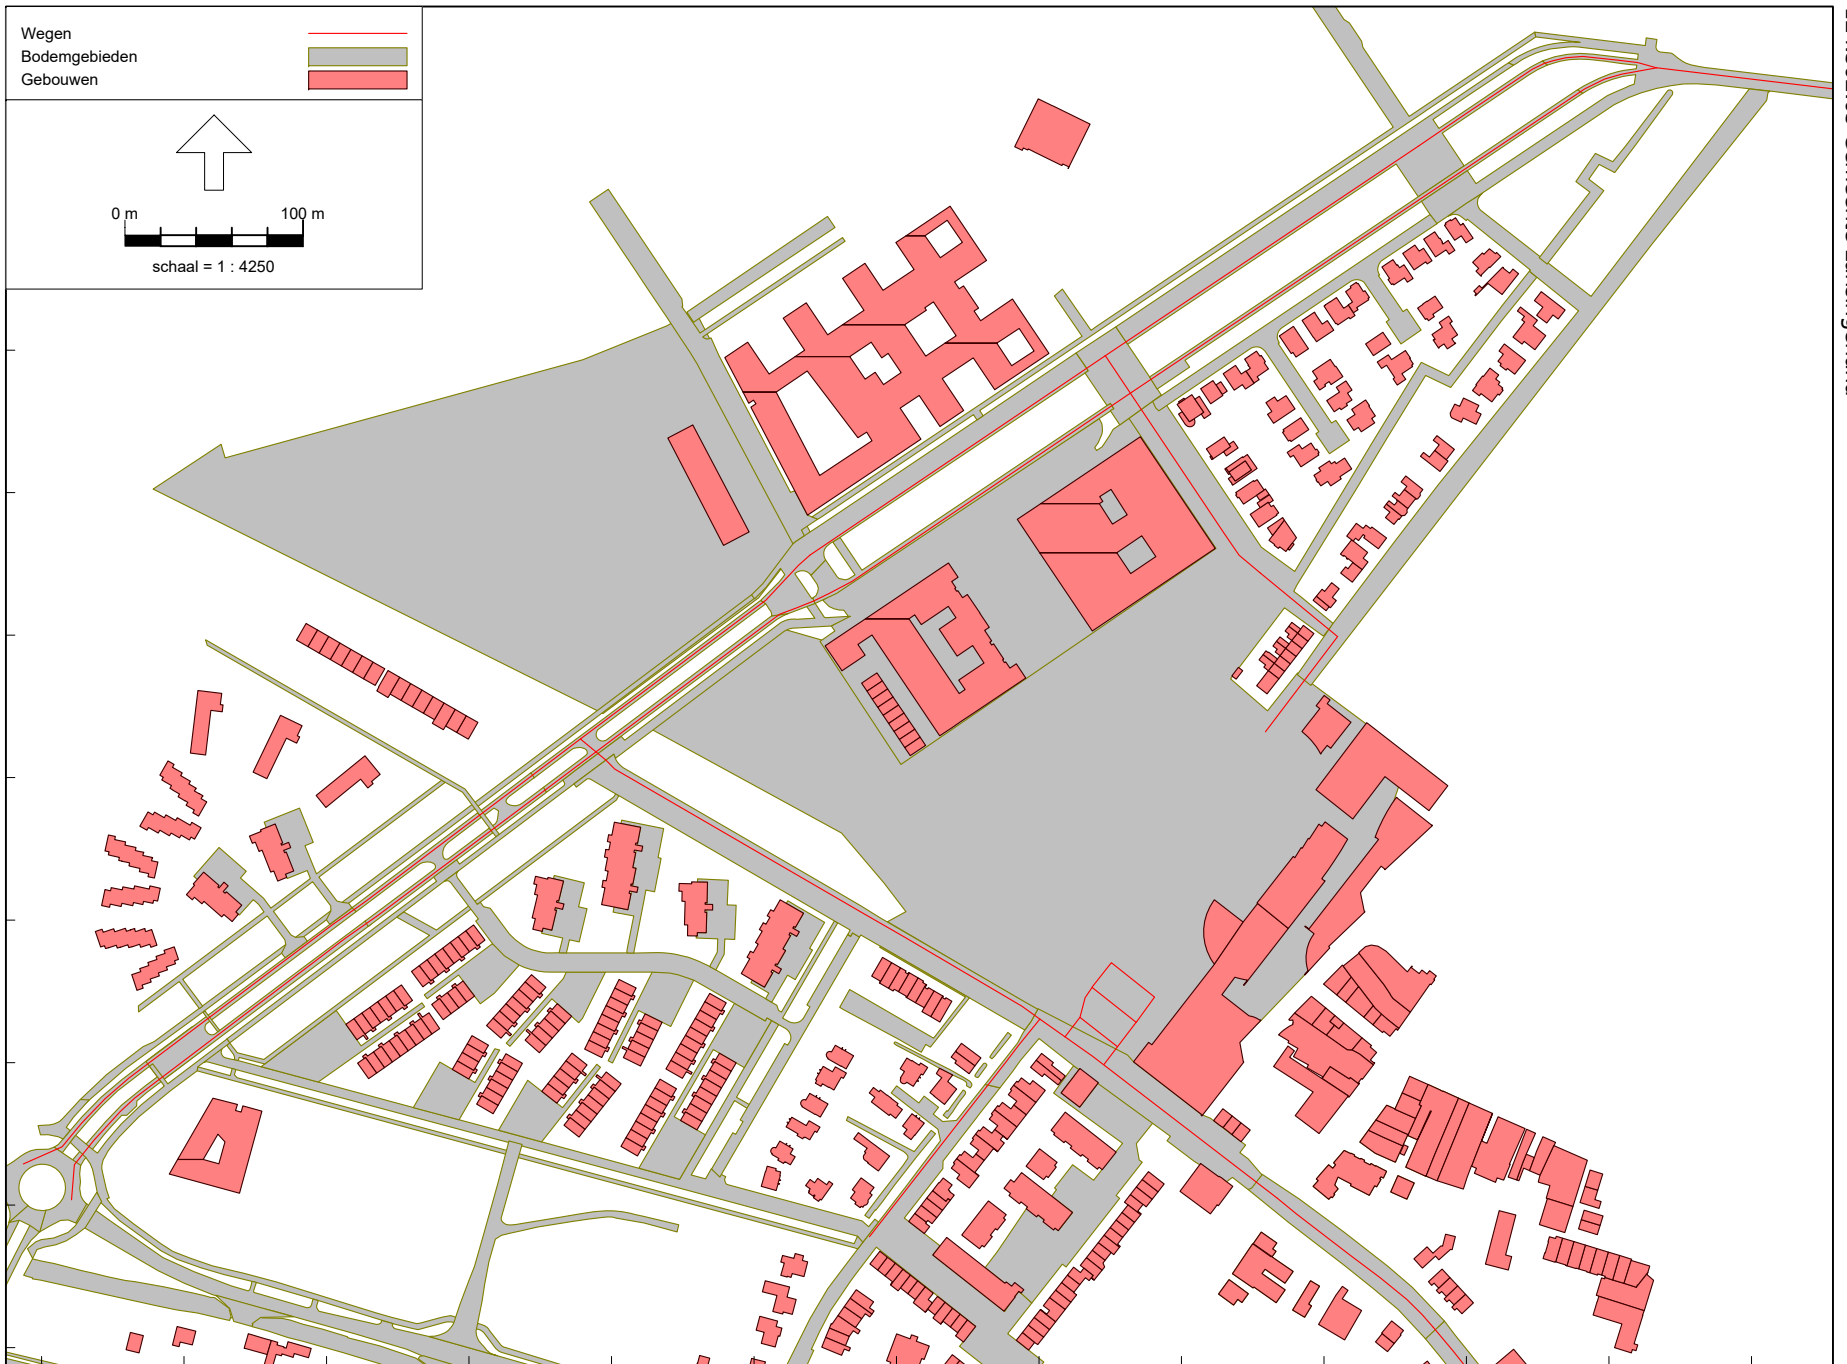 Wegen
Bodemgebieden
Gebouwen
0 m 100 m
schaal = 1 : 4250